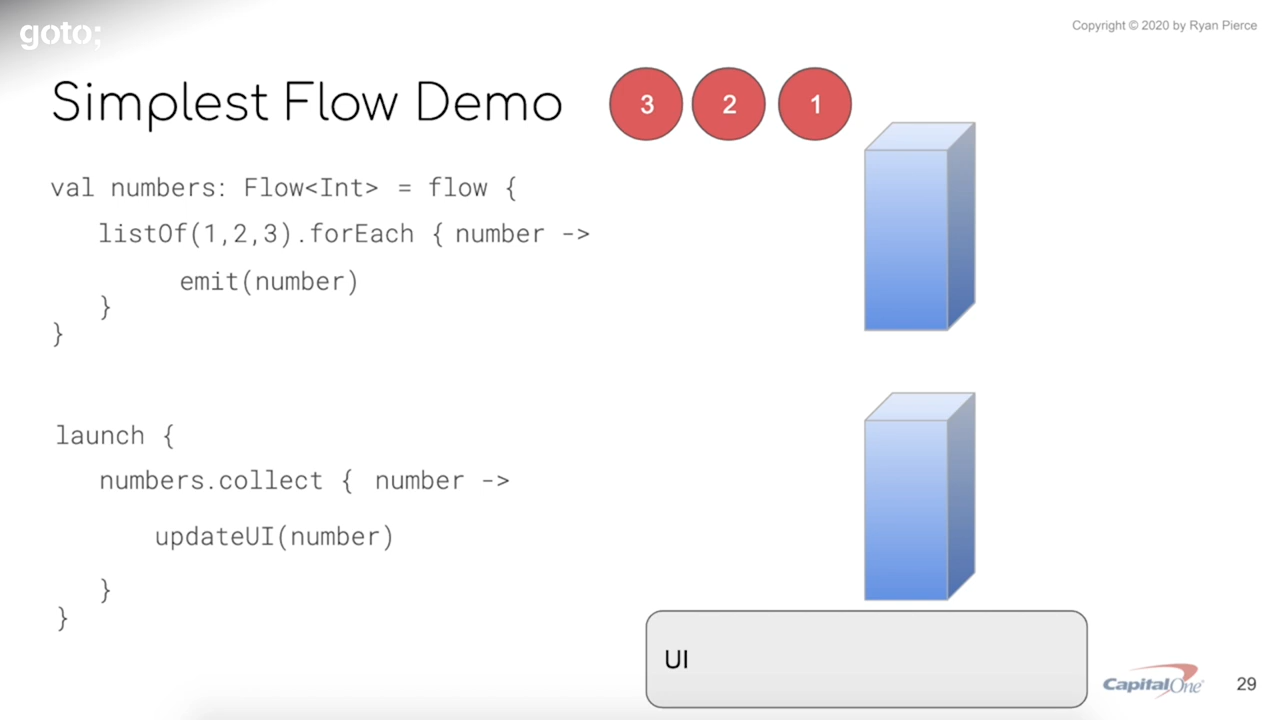 goto;
Copyright © 2020 by Ryan Pierce
Simplest Flow Demo
3 2 1
val numbers: Flow<Int> = flow {
listOf(1,2,3).forEach { number ->
emit(number)
}
}
launch {
numbers.collect { number ->
updateUI(number)
}
}
UI
CapitalOne
29